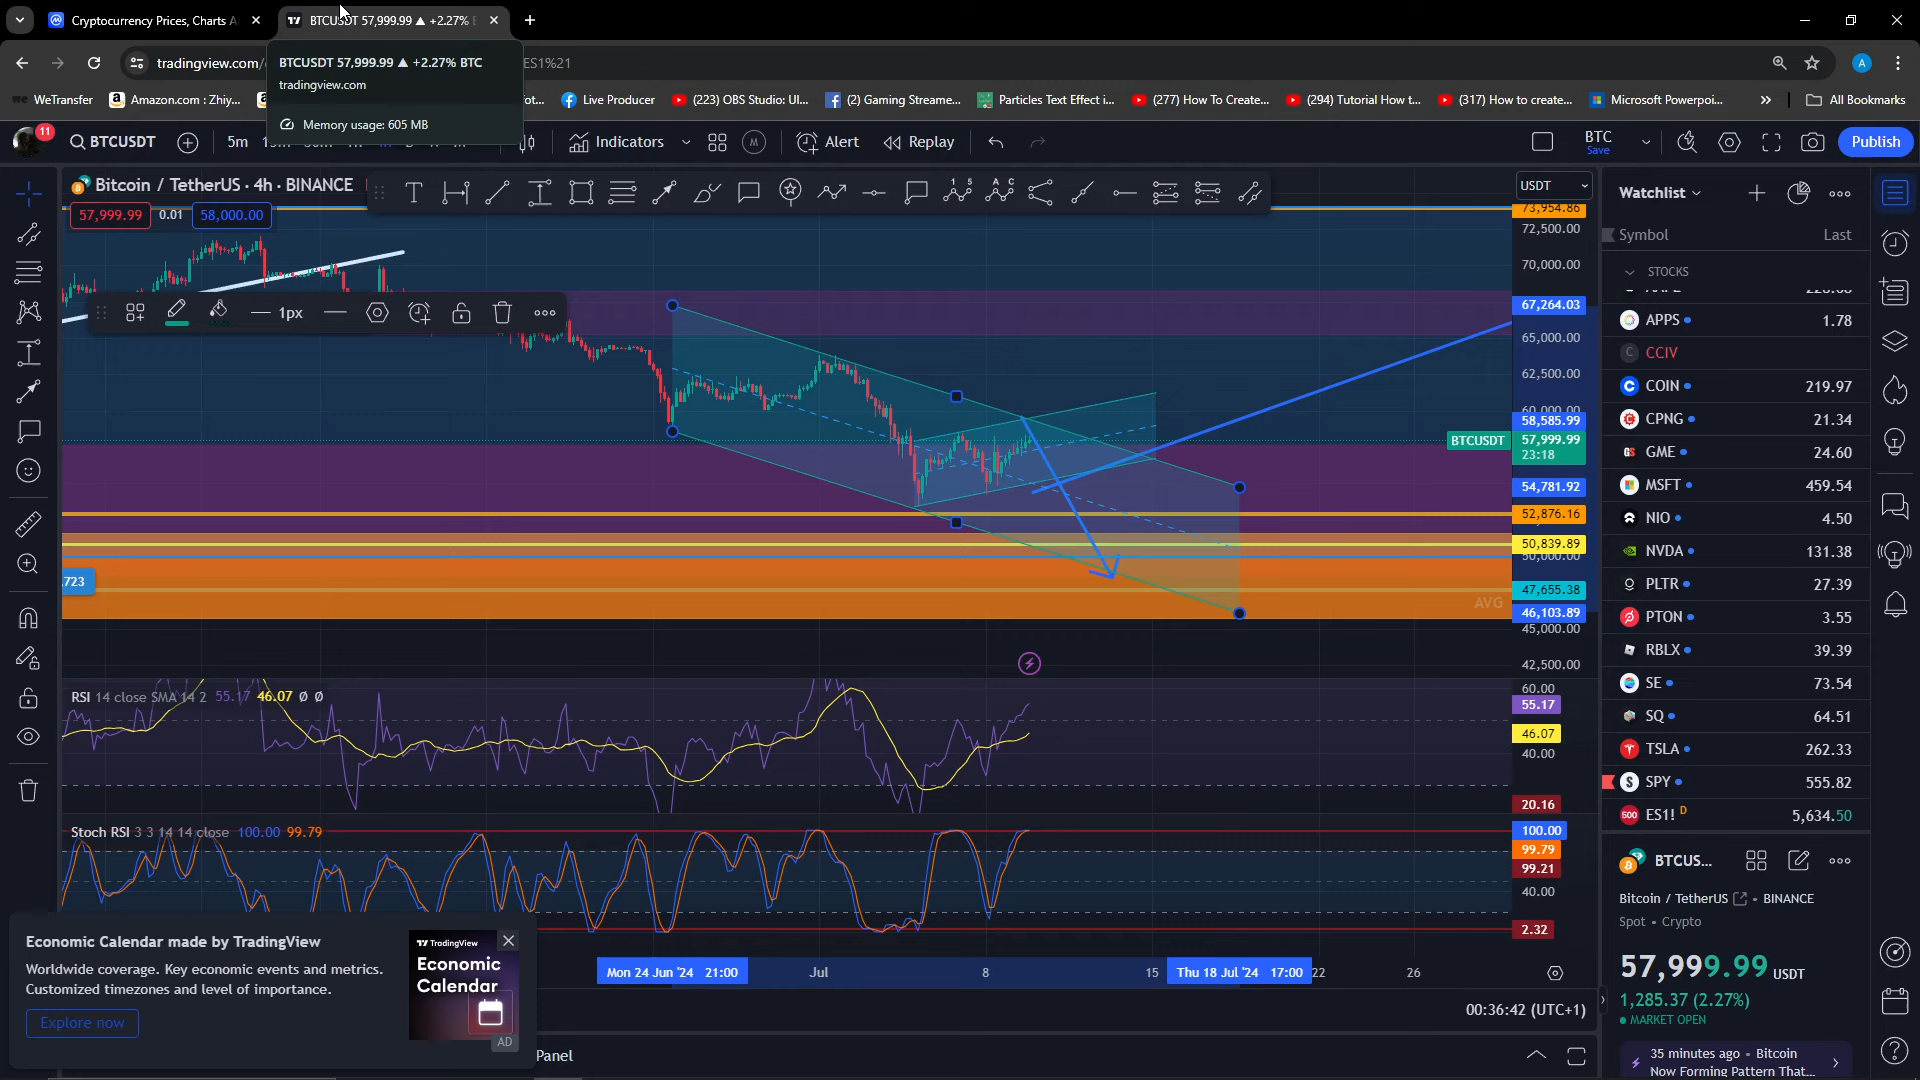 Cryptocurrency Prices, Charts A
BTCUSDT 57,999.99 ▲ +2.27%
tradingview.com/
ES1%21
BTCUSDT 57,999.99 ▲ +2.27% BTC
tradingview.com
Memory usage: 605 MB
WeTransfer
Amazon.com : Zhiy...
ot...
Live Producer
(223) OBS Studio: Ul...
(2) Gaming Streame...
Particles Text Effect i...
(277) How To Create...
(294) Tutorial How t...
(317) How to create...
Microsoft Powerpoi...
All Bookmarks
11
BTCUSDT
5m
Indicators
M
Alert
Replay
BTC
Save
Publish
Bitcoin / TetherUS · 4h · BINANCE
57,999.99
0.01
58,000.00
1px
USDT
73,954.86
72,500.00
70,000.00
67,264.03
65,000.00
62,500.00
60,000.00
58,585.99
BTCUSDT
57,999.99
23:18
54,781.92
52,876.16
50,839.89
50,000.00
47,655.38
46,103.89
45,000.00
42,500.00
.723
AVG
RSI 14 close SMA 14 2 55.17 46.07 Ø Ø
60.00
55.17
46.07
40.00
20.16
Stoch RSI 3 3 14 14 close 100.00 99.79
100.00
99.79
99.21
40.00
2.32
Mon 24 Jun '24 21:00
Jul
8
15
Thu 18 Jul '24 17:00
22
26
00:36:42 (UTC+1)
Panel
Economic Calendar made by TradingView
Worldwide coverage. Key economic events and metrics.
Customized timezones and level of importance.
Explore now
TradingView
Economic
Calendar
AD
Watchlist
Symbol
Last
STOCKS
APPS
1.78
CCIV
COIN
219.97
CPNG
21.34
GME
24.60
MSFT
459.54
NIO
4.50
NVDA
131.38
PLTR
27.39
PTON
3.55
RBLX
39.39
SE
73.54
SQ
64.51
TSLA
262.33
SPY
555.82
ES1! D
5,634.50
BTCUS...
Bitcoin / TetherUS
BINANCE
Spot • Crypto
57,999.99 USDT
1,285.37 (2.27%)
MARKET OPEN
35 minutes ago • Bitcoin
Now Forming Pattern That...